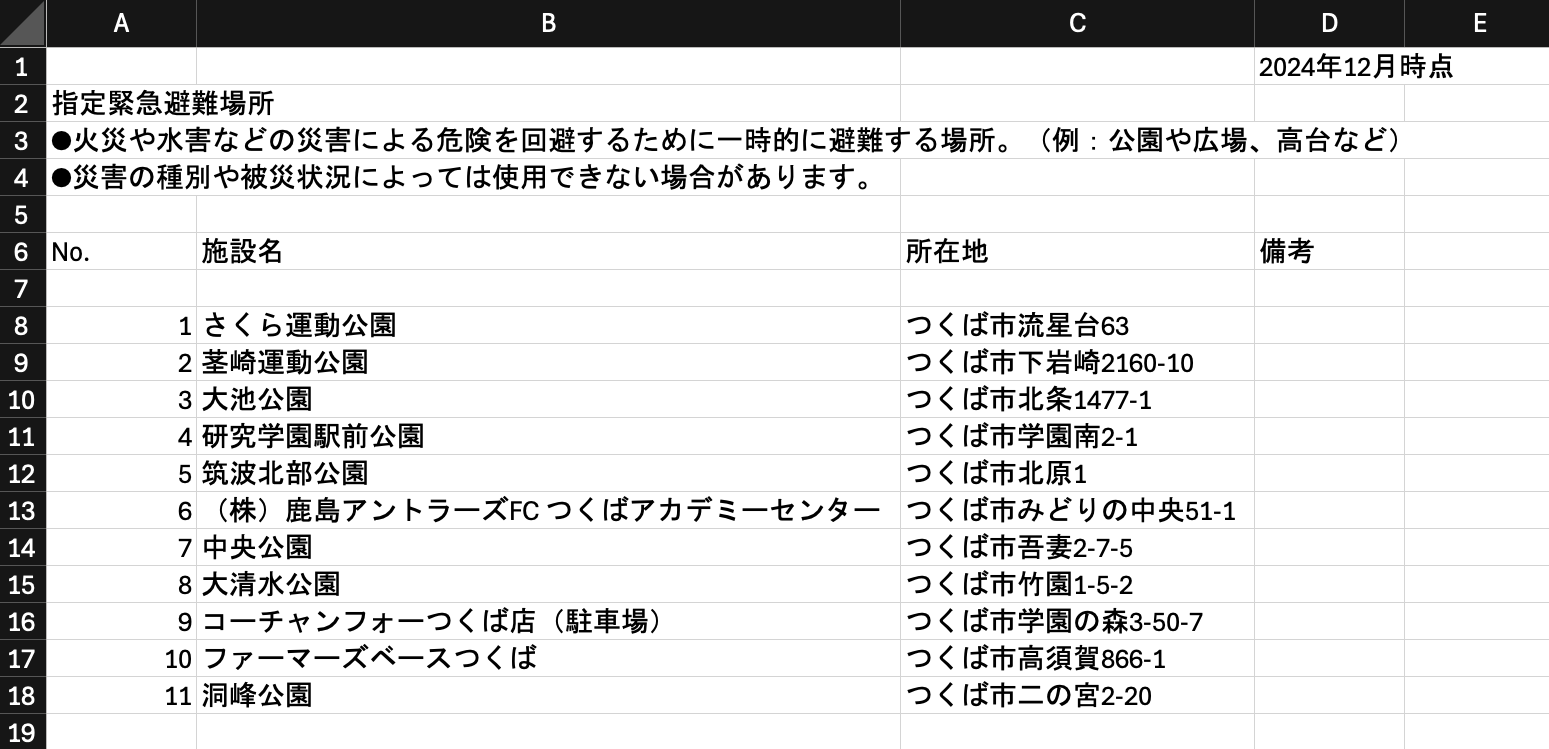 A B C D E
1 2024年12月時点
2 指定緊急避難場所
3 ●火災や水害などの災害による危険を回避するために一時的に避難する場所。（例：公園や広場、高台など）
4 ●災害の種別や被災状況によっては使用できない場合があります。
5
6 No. 施設名 所在地 備考
7
8 1 さくら運動公園 つくば市流星台63
9 2 茎崎運動公園 つくば市下岩崎2160-10
10 3 大池公園 つくば市北条1477-1
11 4 研究学園駅前公園 つくば市学園南2-1
12 5 筑波北部公園 つくば市北原1
13 6 （株）鹿島アントラーズFC つくばアカデミーセンター つくば市みどりの中央51-1
14 7 中央公園 つくば市吾妻2-7-5
15 8 大清水公園 つくば市竹園1-5-2
16 9 コーチャンフォーつくば店（駐車場） つくば市学園の森3-50-7
17 10 ファーマーズベースつくば つくば市高須賀866-1
18 11 洞峰公園 つくば市二の宮2-20
19